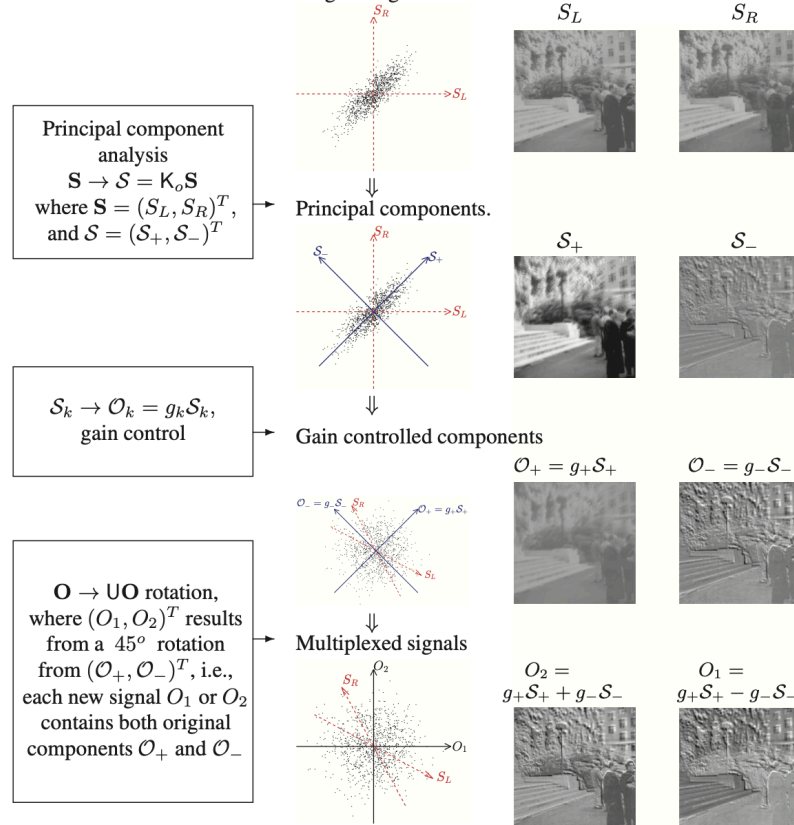 S_R
S_L
S_L
S_R
Principal component
analysis
S → 𝒮 = K_oS
where S = (S_L, S_R)^T,
and 𝒮 = (𝒮_+, 𝒮_−)^T
⇓
Principal components.
𝒮_−
S_R
𝒮_+
S_L
𝒮_+
𝒮_−
𝒮_k → 𝒪_k = g_k𝒮_k,
gain control
⇓
Gain controlled components
𝒪_+ = g_+𝒮_+
𝒪_− = g_−𝒮_−
𝒪_− = g_−𝒮_−
S_R
𝒪_+ = g_+𝒮_+
S_L
O → UO rotation,
where (O_1, O_2)^T results
from a 45^o rotation
from (𝒪_+, 𝒪_−)^T, i.e.,
each new signal O_1 or O_2
contains both original
components 𝒪_+ and 𝒪_−
⇓
Multiplexed signals
O_2
S_R
O_1
S_L
O_2 =
g_+𝒮_+ + g_−𝒮_−
O_1 =
g_+𝒮_+ − g_−𝒮_−